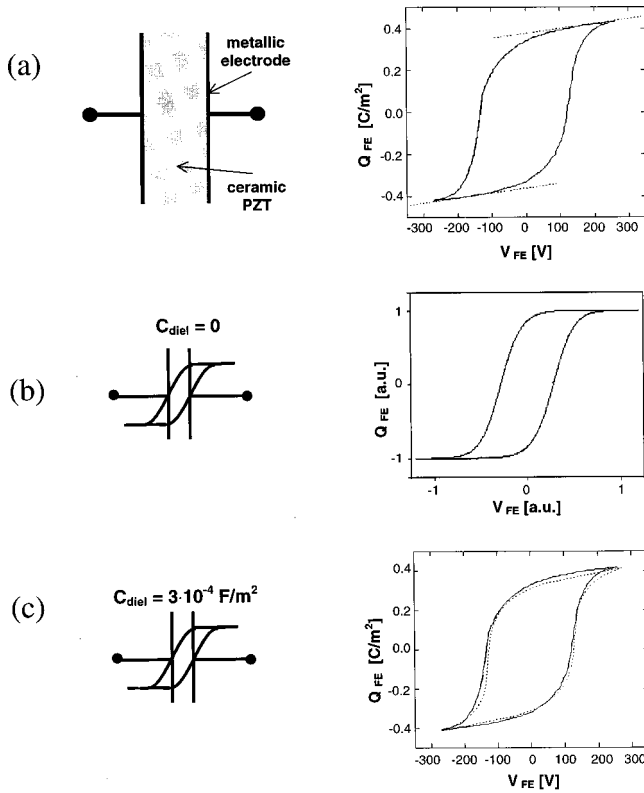 (a)
metallic
electrode
ceramic
PZT
Q FE [C/m²]
0.4
0.2
0.0
-0.2
-0.4
-300 -200 -100 0 100 200 300
V FE [V]
(b)
C diel = 0
Q FE [a.u.]
1
0
-1
-1 0 1
V FE [a.u.]
(c)
C diel = 3·10⁻⁴ F/m²
Q FE [C/m²]
0.4
0.2
0.0
-0.2
-0.4
-300 -200 -100 0 100 200 300
V FE [V]